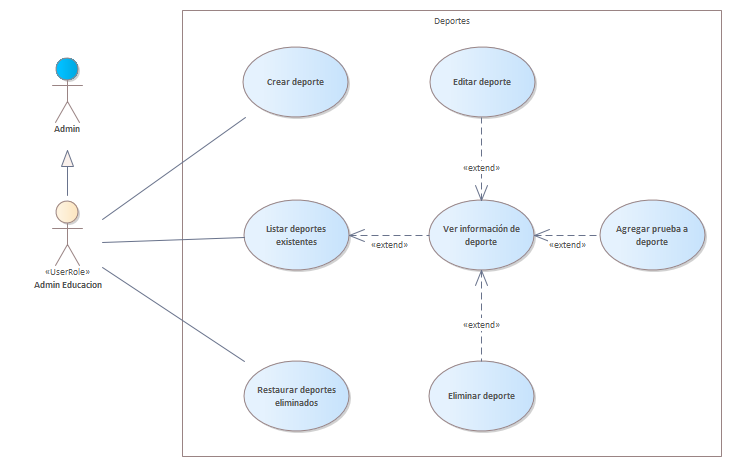 Deportes
Admin
«UserRole»
Admin Educacion
Crear deporte
Editar deporte
«extend»
Listar deportes
existentes
«extend»
Ver información de
deporte
«extend»
Agregar prueba a
deporte
«extend»
Restaurar deportes
eliminados
Eliminar deporte